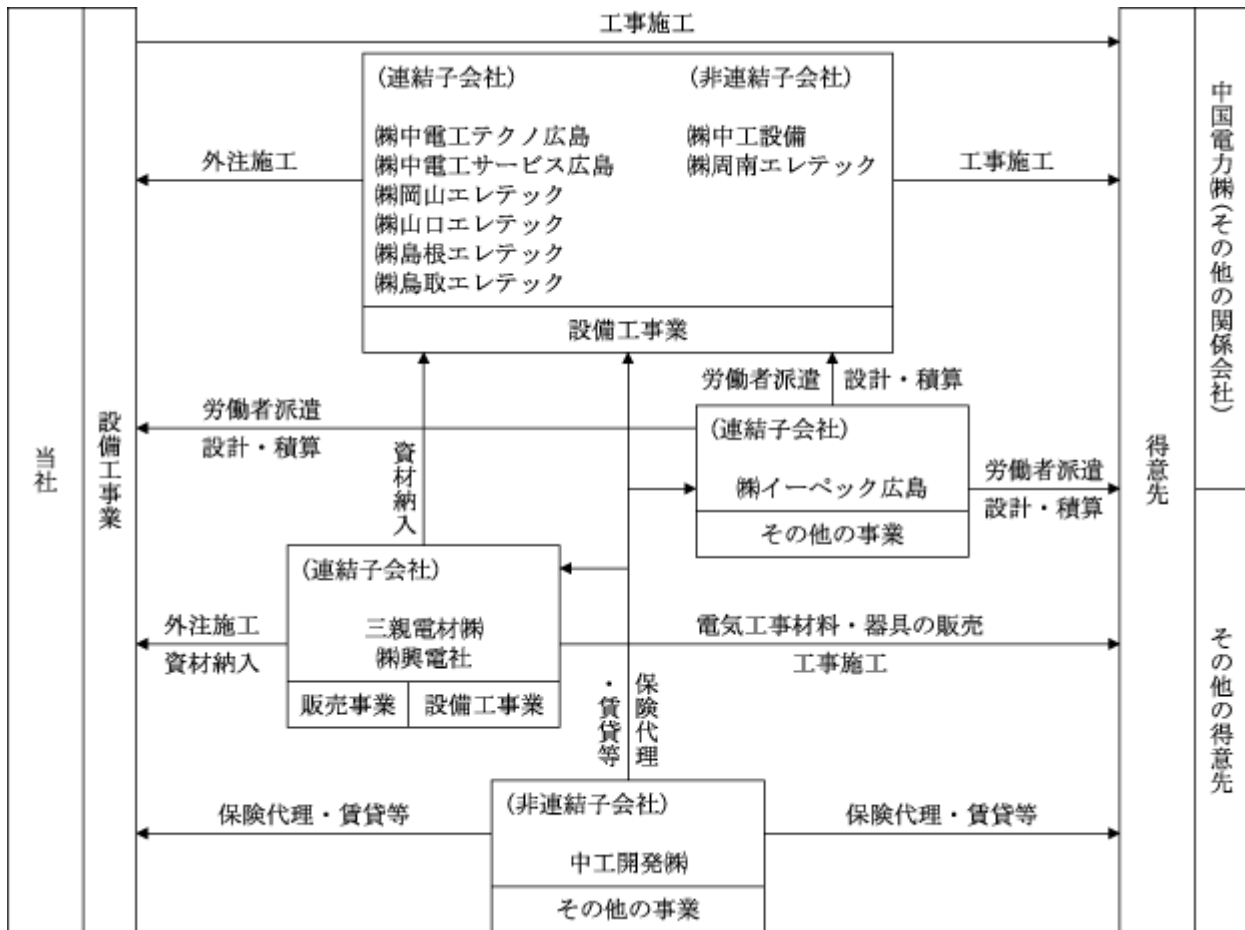 工事施工
(連結子会社)
(非連結子会社)
㈱中電工テクノ広島
㈱中工設備
㈱中電工サービス広島
㈱周南エレテック
㈱岡山エレテック
㈱山口エレテック
㈱島根エレテック
㈱鳥取エレテック
設備工事業
外注施工
工事施工
当社
設備工事業
得意先
中国電力㈱(その他の関係会社)
その他の得意先
労働者派遣
設計・積算
労働者派遣
設計・積算
資材納入
(連結子会社)
㈱イーペック広島
その他の事業
労働者派遣
設計・積算
(連結子会社)
三親電材㈱
㈱興電社
販売事業
設備工事業
外注施工
資材納入
電気工事材料・器具の販売
工事施工
保険代理
・賃貸等
(非連結子会社)
中工開発㈱
その他の事業
保険代理・賃貸等
保険代理・賃貸等